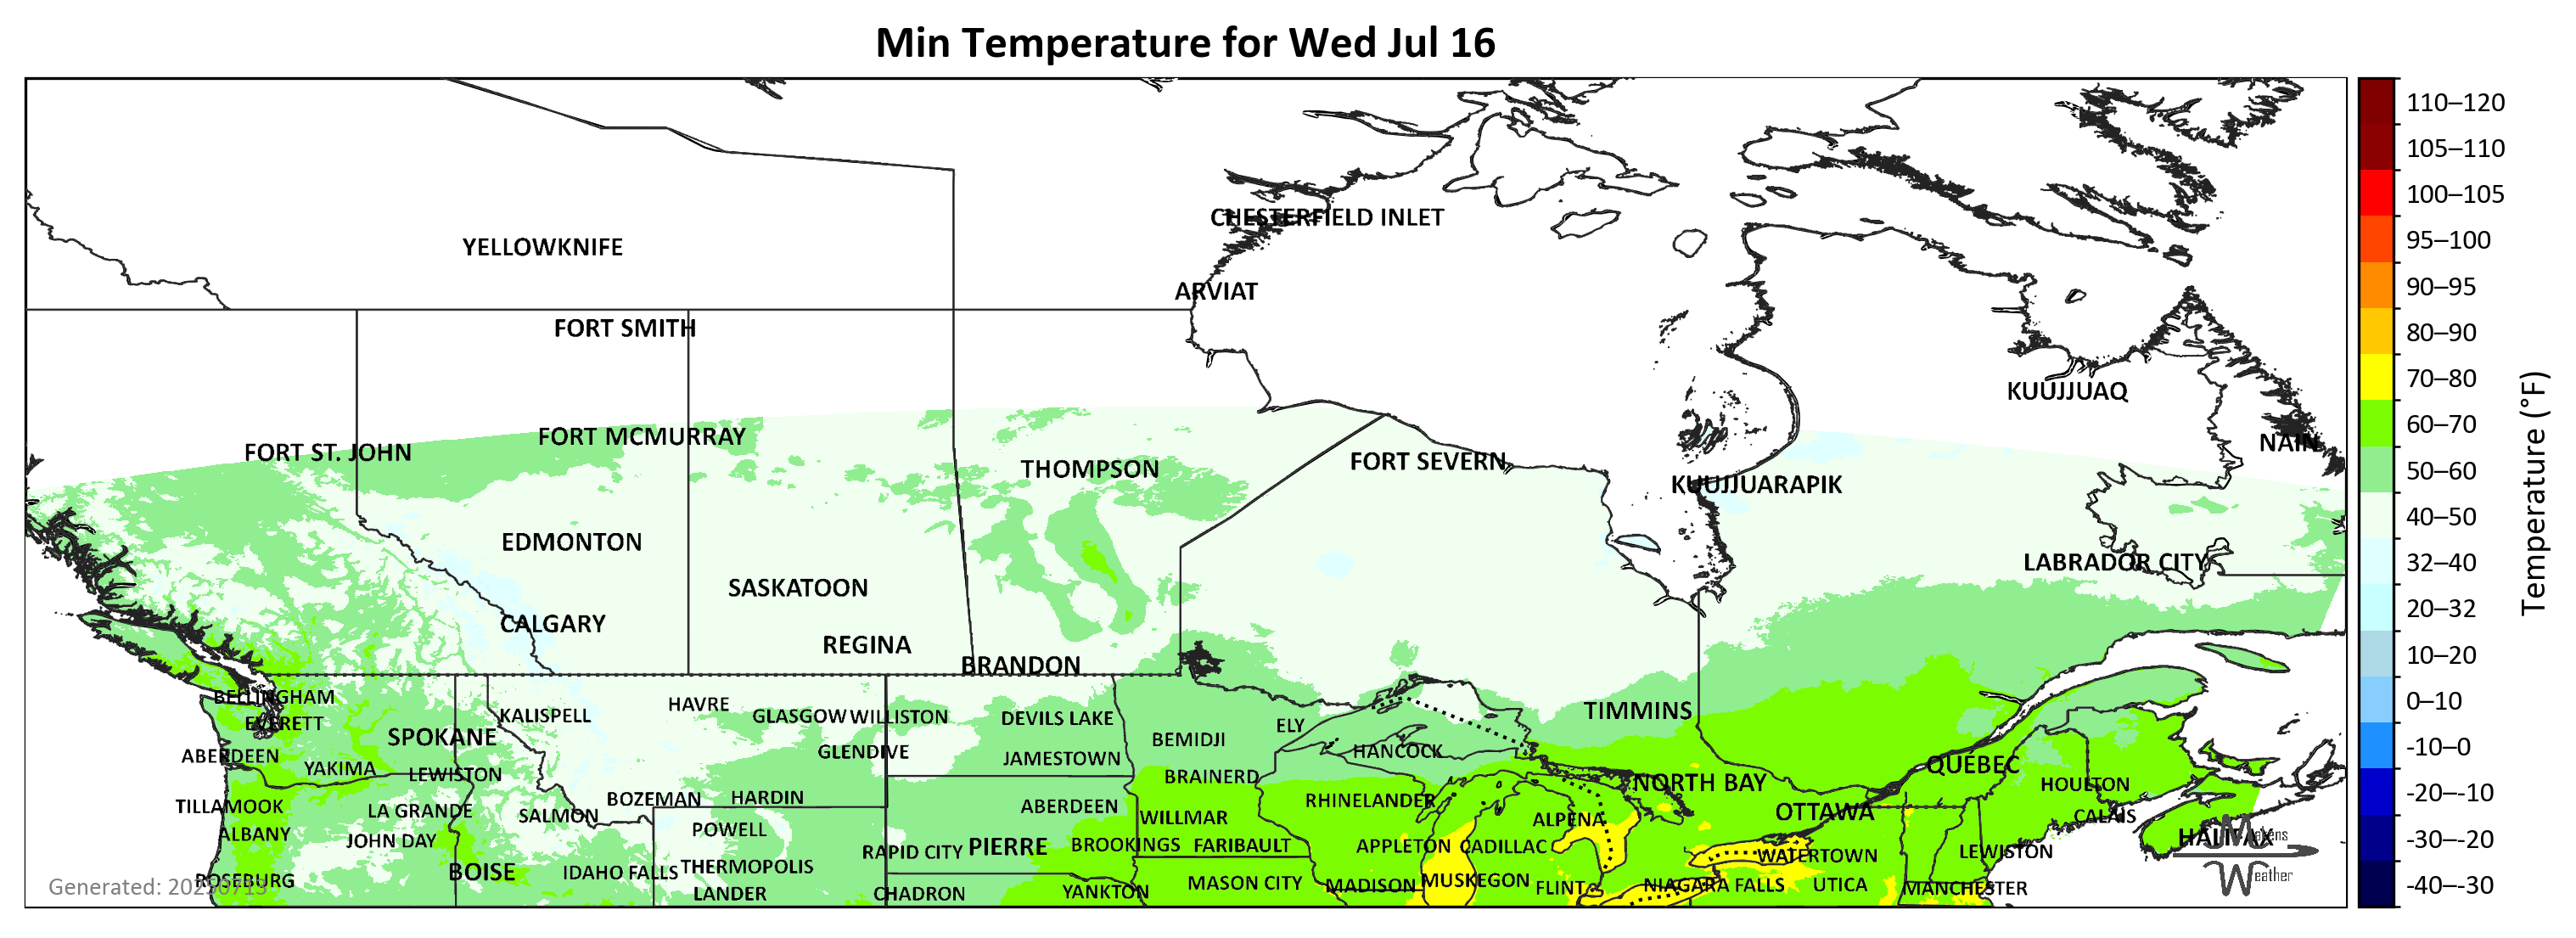 Min Temperature for Wed Jul 16
110–120
105–110
100–105
95–100
90–95
80–90
70–80
60–70
50–60
40–50
32–40
20–32
10–20
0–10
-10–0
-20–-10
-30–-20
-40–-30
Temperature (°F)
CHESTERFIELD INLET
YELLOWKNIFE
ARVIAT
FORT SMITH
KUUJJUAQ
FORT MCMURRAY
NAIN
FORT ST. JOHN
FORT SEVERN
THOMPSON
KUUJJUARAPIK
EDMONTON
LABRADOR CITY
SASKATOON
CALGARY
REGINA
BRANDON
BELLINGHAM
HAVRE
TIMMINS
KALISPELL
GLASGOW
WILLISTON
DEVILS LAKE
EVERETT
ELY
SPOKANE
BEMIDJI
HANCOCK
GLENDIVE
ABERDEEN
JAMESTOWN
QUÉBEC
YAKIMA
LEWISTON
BRAINERD
NORTH BAY
HOULTON
BOZEMAN
HARDIN
RHINELANDER
TILLAMOOK
LA GRANDE
ABERDEEN
OTTAWA
SALMON
WILLMAR
CALAIS
ALPENA
POWELL
ALBANY
HALIFAX
JOHN DAY
BROOKINGS
FARIBAULT
APPLETON
CADILLAC
PIERRE
RAPID CITY
LEWISTON
WATERTOWN
THERMOPOLIS
BOISE
IDAHO FALLS
ROSEBURG
MUSKEGON
MASON CITY
MADISON
NIAGARA FALLS
UTICA
FLINT
MANCHESTER
YANKTON
LANDER
CHADRON
Makens
Weather